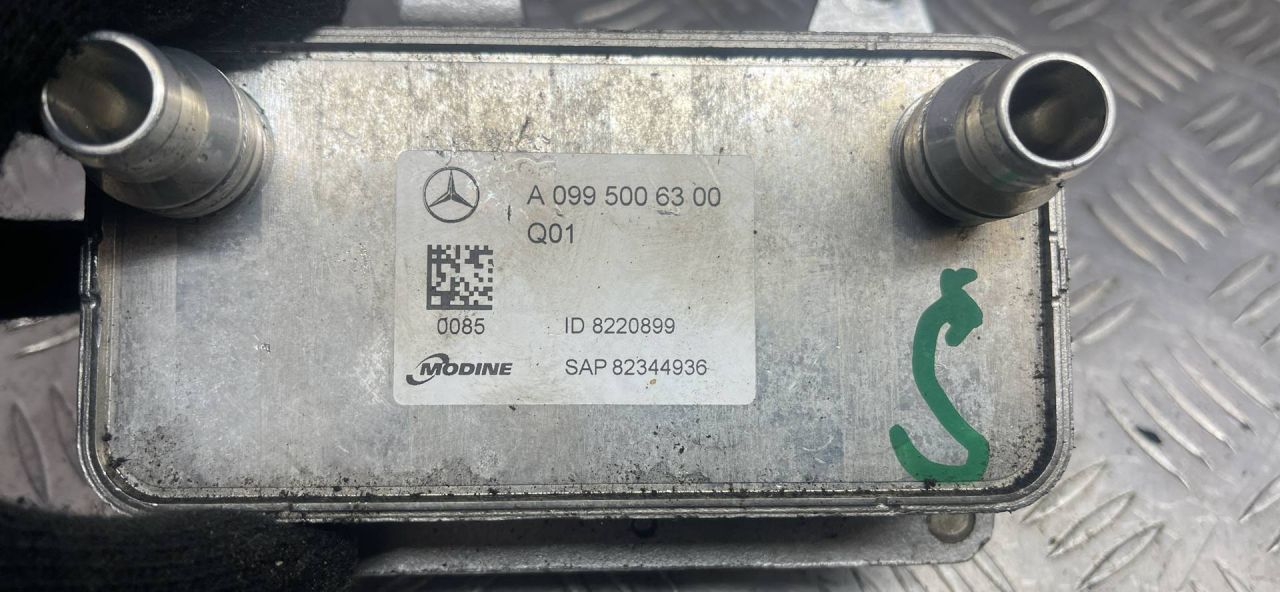 A 099 500 63 00
Q01
0085
ID 8220899
MODINE
SAP 82344936